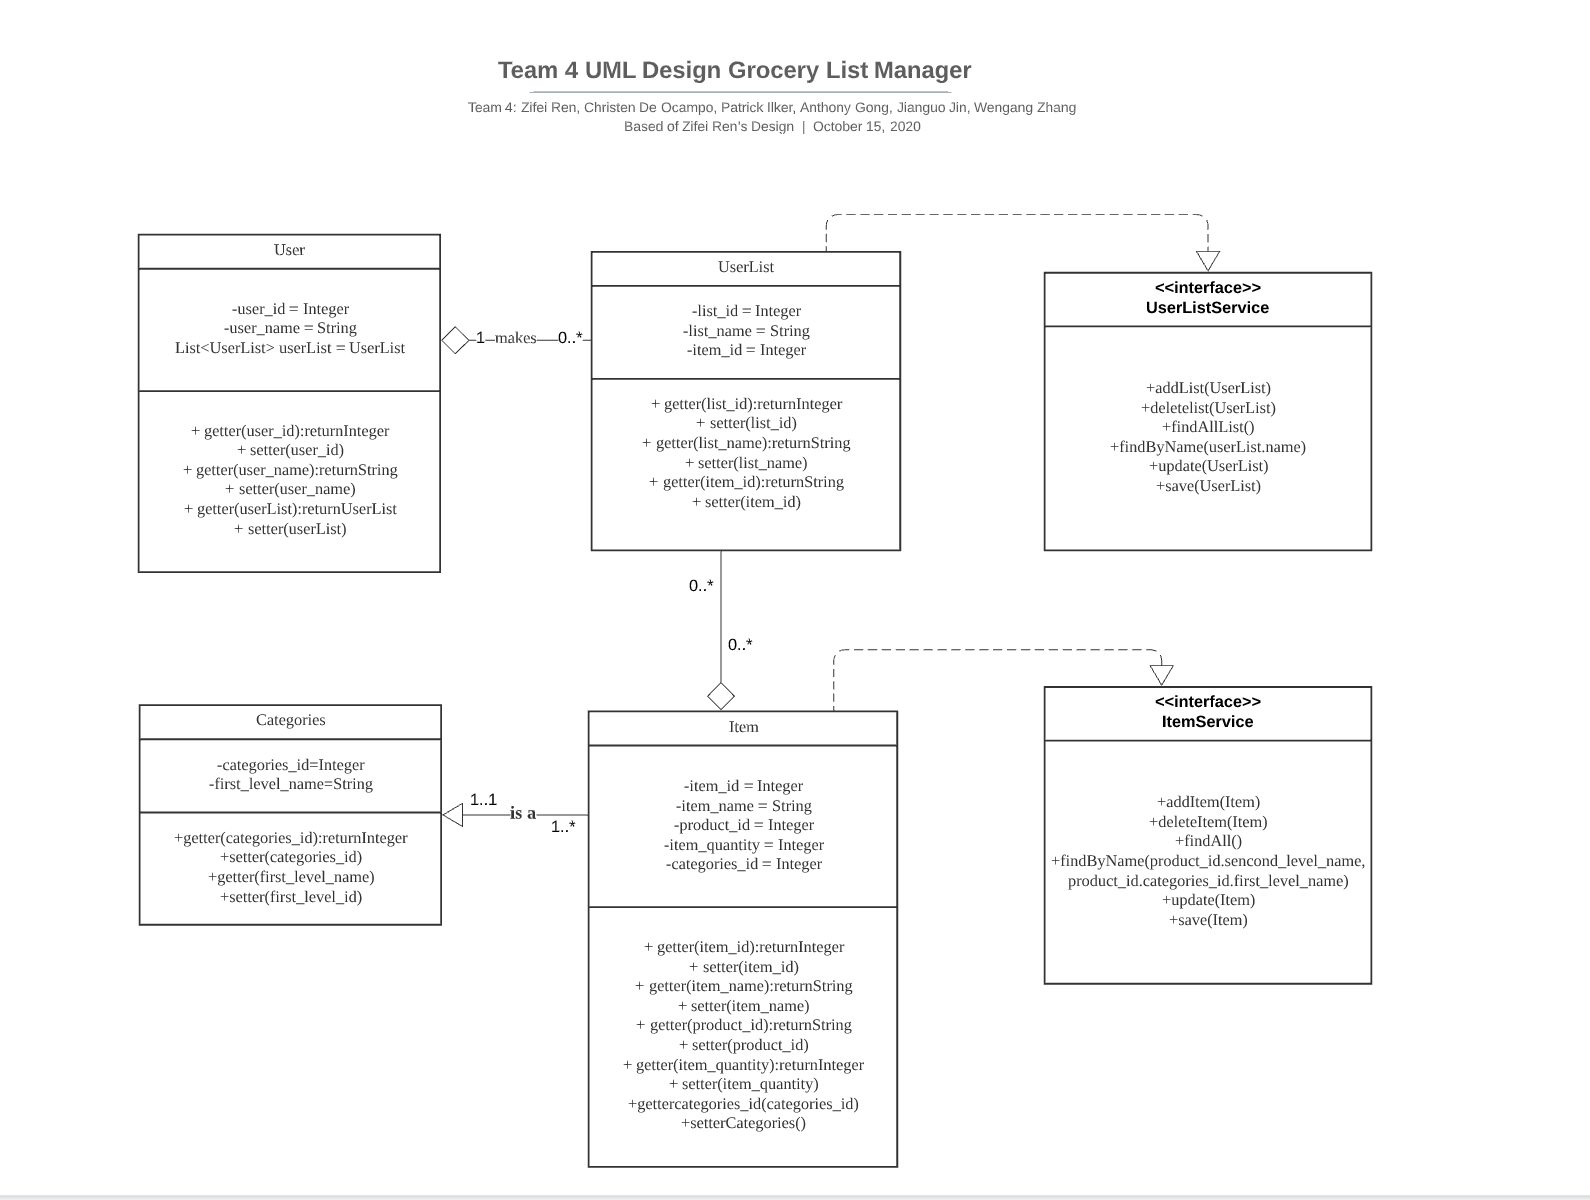 Team 4 UML Design Grocery List Manager
Team 4: Zifei Ren, Christen De Ocampo, Patrick Ilker, Anthony Gong, Jianguo Jin, Wengang Zhang
Based of Zifei Ren's Design | October 15, 2020
User
-user_id = Integer
-user_name = String
List<UserList> userList = UserList
+ getter(user_id):returnInteger
+ setter(user_id)
+ getter(user_name):returnString
+ setter(user_name)
+ getter(userList):returnUserList
+ setter(userList)
1 makes 0..*
UserList
-list_id = Integer
-list_name = String
-item_id = Integer
+ getter(list_id):returnInteger
+ setter(list_id)
+ getter(list_name):returnString
+ setter(list_name)
+ getter(item_id):returnString
+ setter(item_id)
<<interface>>
UserListService
+addList(UserList)
+deletelist(UserList)
+findAllList()
+findByName(userList.name)
+update(UserList)
+save(UserList)
0..*
0..*
Categories
-categories_id=Integer
-first_level_name=String
+getter(categories_id):returnInteger
+setter(categories_id)
+getter(first_level_name)
+setter(first_level_id)
1..1
is a
1..*
Item
-item_id = Integer
-item_name = String
-product_id = Integer
-item_quantity = Integer
-categories_id = Integer
+ getter(item_id):returnInteger
+ setter(item_id)
+ getter(item_name):returnString
+ setter(item_name)
+ getter(product_id):returnString
+ setter(product_id)
+ getter(item_quantity):returnInteger
+ setter(item_quantity)
+gettercategories_id(categories_id)
+setterCategories()
<<interface>>
ItemService
+addItem(Item)
+deleteItem(Item)
+findAll()
+findByName(product_id.sencond_level_name,
product_id.categories_id.first_level_name)
+update(Item)
+save(Item)